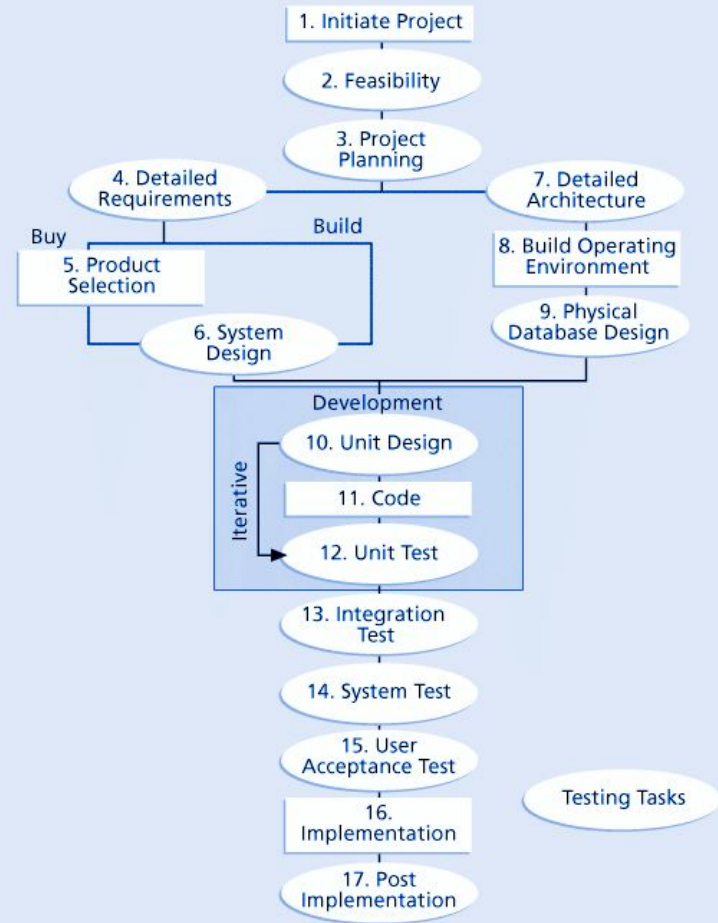 1. Initiate Project
2. Feasibility
3. Project
Planning
4. Detailed
Requirements
7. Detailed
Architecture
Buy
Build
5. Product
Selection
8. Build Operating
Environment
6. System
Design
9. Physical
Database Design
Development
10. Unit Design
Iterative
11. Code
12. Unit Test
13. Integration
Test
14. System Test
15. User
Acceptance Test
Testing Tasks
16.
Implementation
17. Post
Implementation